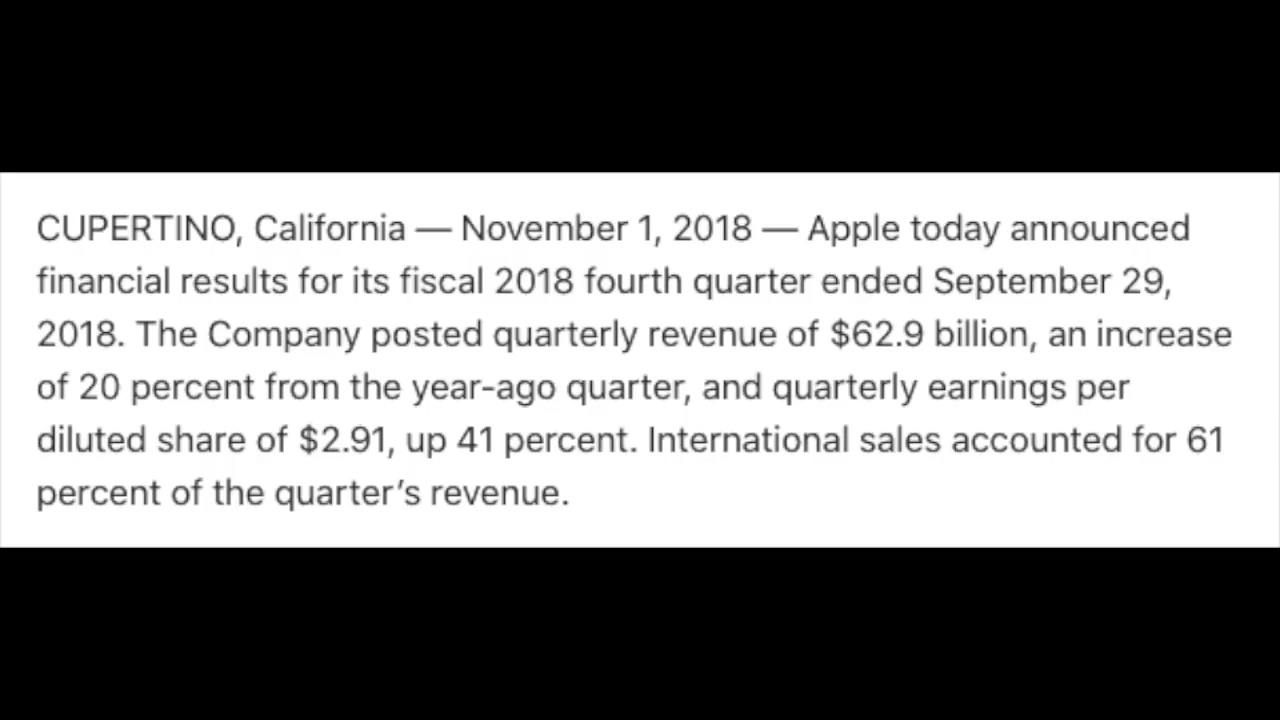 CUPERTINO, California — November 1, 2018 — Apple today announced
financial results for its fiscal 2018 fourth quarter ended September 29,
2018. The Company posted quarterly revenue of $62.9 billion, an increase
of 20 percent from the year-ago quarter, and quarterly earnings per
diluted share of $2.91, up 41 percent. International sales accounted for 61
percent of the quarter’s revenue.